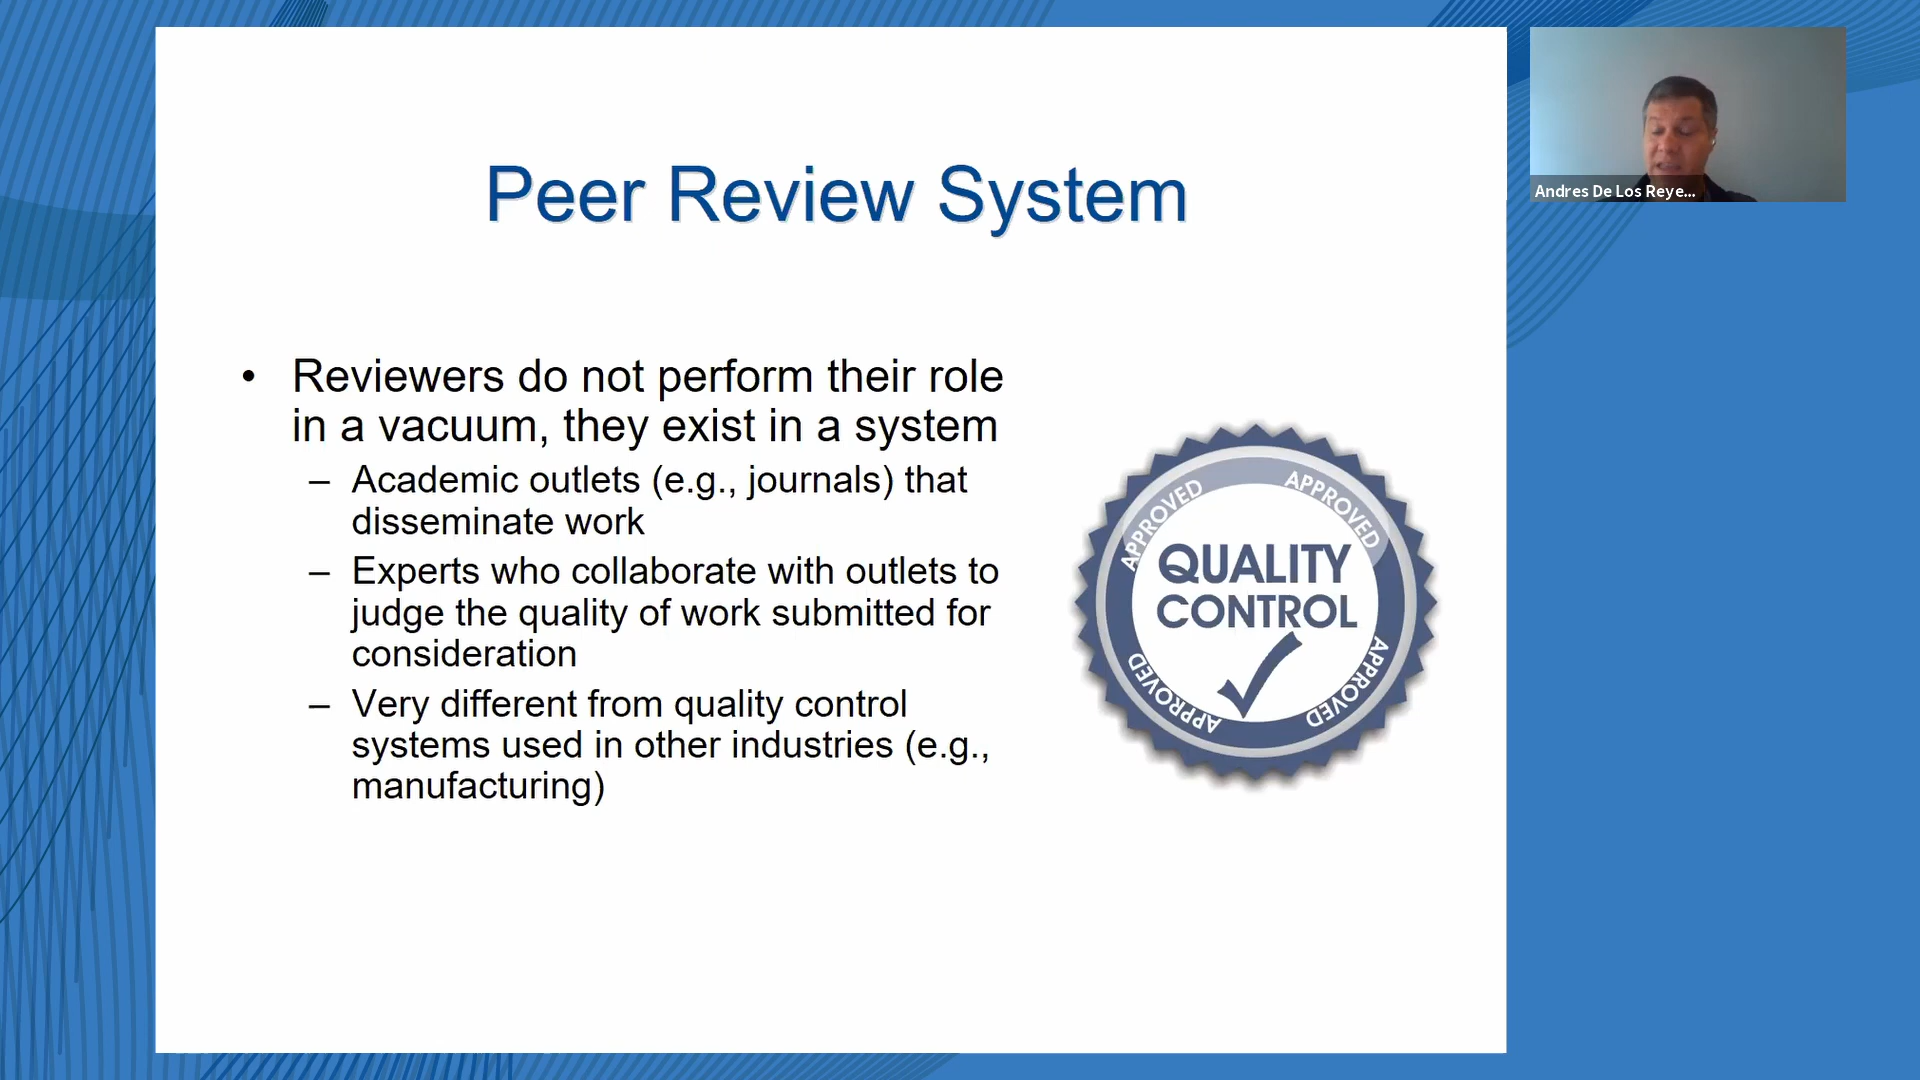 Peer Review System
• Reviewers do not perform their role
in a vacuum, they exist in a system
– Academic outlets (e.g., journals) that
disseminate work
– Experts who collaborate with outlets to
judge the quality of work submitted for
consideration
– Very different from quality control
systems used in other industries (e.g.,
manufacturing)
APPROVED
APPROVED
QUALITY
CONTROL
APPROVED
APPROVED
Andres De Los Reye...